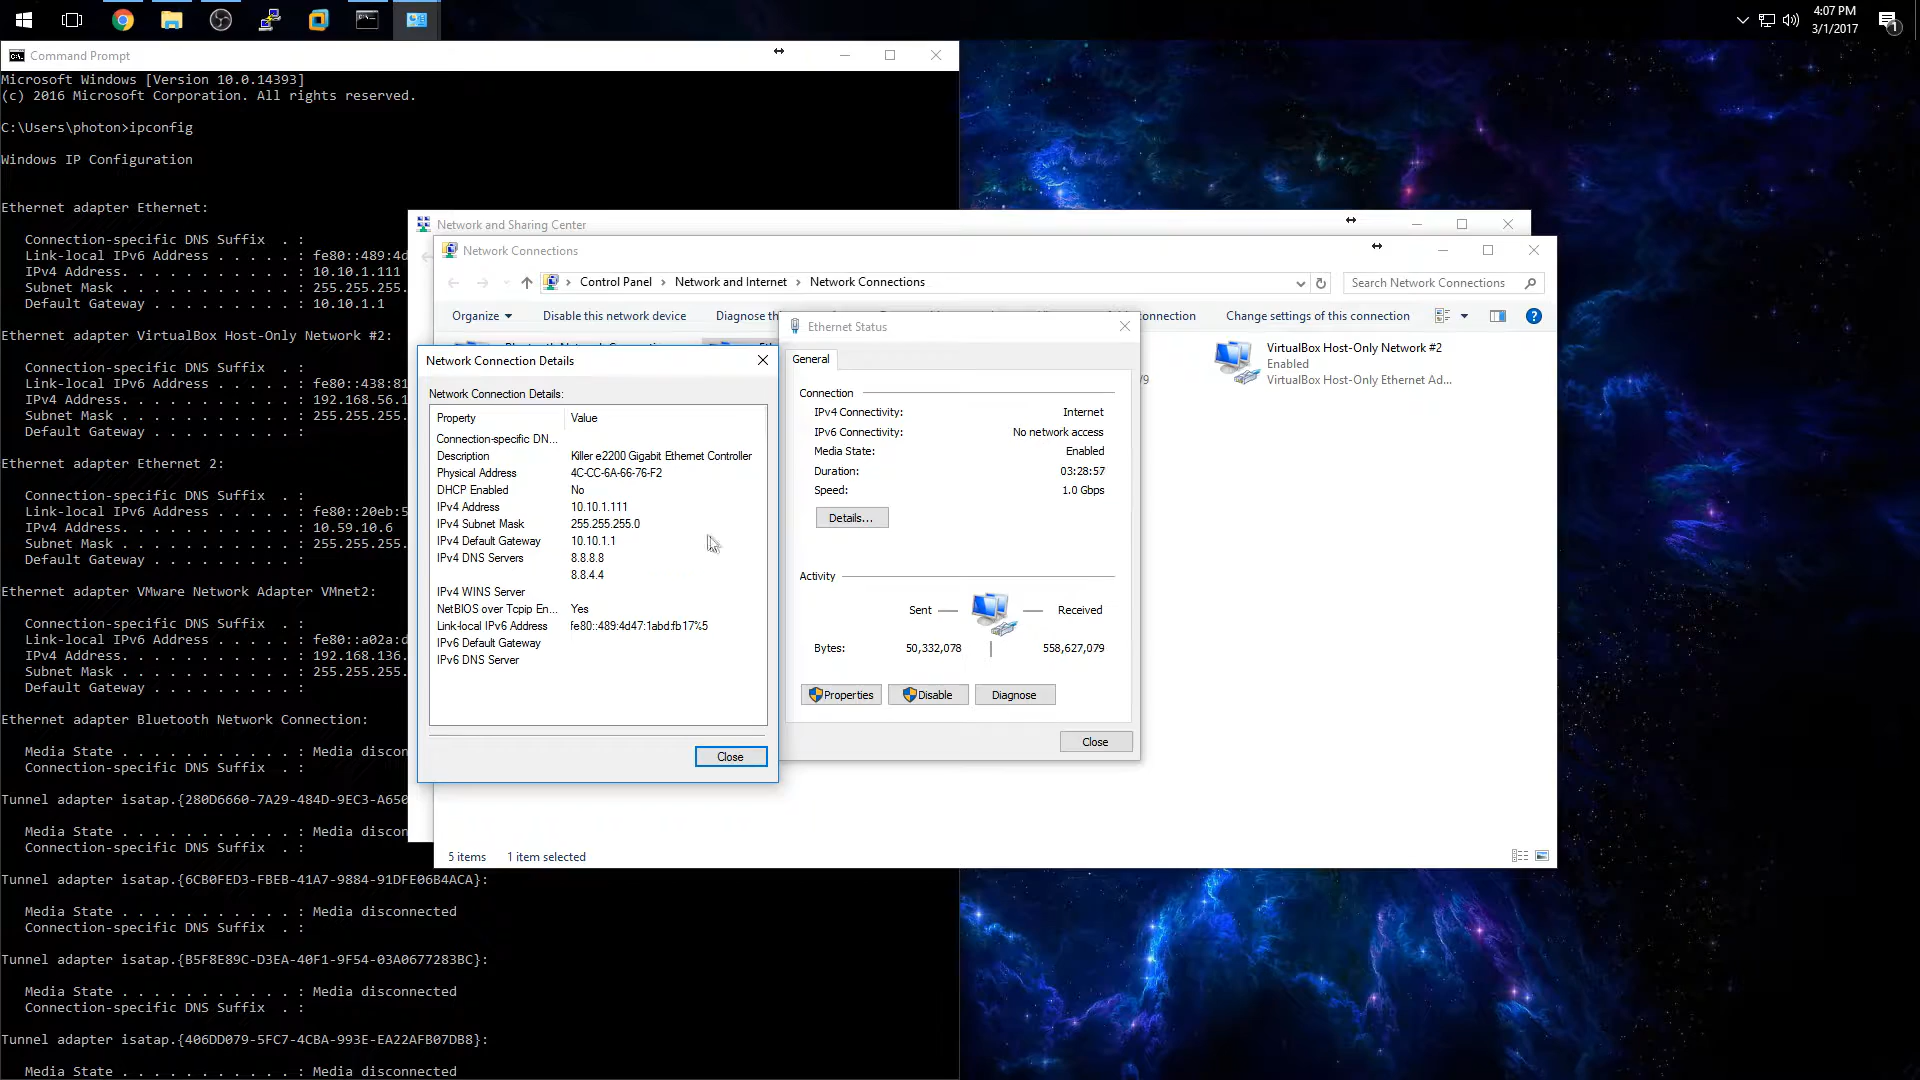 4:07 PM
3/1/2017
1
Command Prompt
Microsoft Windows [Version 10.0.14393]
(c) 2016 Microsoft Corporation. All rights reserved.
C:\Users\photon>ipconfig
Windows IP Configuration
Ethernet adapter Ethernet:
Connection-specific DNS Suffix  . :
Link-local IPv6 Address . . . . . : fe80::489:4d
IPv4 Address. . . . . . . . . . . : 10.10.1.111
Subnet Mask . . . . . . . . . . . : 255.255.255.
Default Gateway . . . . . . . . . : 10.10.1.1
Ethernet adapter VirtualBox Host-Only Network #2:
Connection-specific DNS Suffix  . :
Link-local IPv6 Address . . . . . : fe80::438:81
IPv4 Address. . . . . . . . . . . : 192.168.56.1
Subnet Mask . . . . . . . . . . . : 255.255.255.
Default Gateway . . . . . . . . . :
Ethernet adapter Ethernet 2:
Connection-specific DNS Suffix  . :
Link-local IPv6 Address . . . . . : fe80::20eb:5
IPv4 Address. . . . . . . . . . . : 10.59.10.6
Subnet Mask . . . . . . . . . . . : 255.255.255.
Default Gateway . . . . . . . . . :
Ethernet adapter VMware Network Adapter VMnet2:
Connection-specific DNS Suffix  . :
Link-local IPv6 Address . . . . . : fe80::a02a:d
IPv4 Address. . . . . . . . . . . : 192.168.136.
Subnet Mask . . . . . . . . . . . : 255.255.255.
Default Gateway . . . . . . . . . :
Ethernet adapter Bluetooth Network Connection:
Media State . . . . . . . . . . . : Media discon
Connection-specific DNS Suffix  . :
Tunnel adapter isatap.{280D6660-7A29-484D-9EC3-A650
Media State . . . . . . . . . . . : Media discon
Connection-specific DNS Suffix  . :
Tunnel adapter isatap.{6CB0FED3-FBEB-41A7-9884-91DFE06B4ACA}:
Media State . . . . . . . . . . . : Media disconnected
Connection-specific DNS Suffix  . :
Tunnel adapter isatap.{B5F8E89C-D3EA-40F1-9F54-03A0677283BC}:
Media State . . . . . . . . . . . : Media disconnected
Connection-specific DNS Suffix  . :
Tunnel adapter isatap.{406DD079-5FC7-4CBA-993E-EA22AFB07DB8}:
Media State . . . . . . . . . . . : Media disconnected
Network and Sharing Center
Network Connections
Control Panel > Network and Internet > Network Connections
Search Network Connections
Organize
Disable this network device
Diagnose th
onnection
Change settings of this connection
VirtualBox Host-Only Network #2
Enabled
VirtualBox Host-Only Ethernet Ad...
5 items
1 item selected
Network Connection Details
Network Connection Details:
Property Value
Connection-specific DN...
Description Killer e2200 Gigabit Ethernet Controller
Physical Address 4C-CC-6A-66-76-F2
DHCP Enabled No
IPv4 Address 10.10.1.111
IPv4 Subnet Mask 255.255.255.0
IPv4 Default Gateway 10.10.1.1
IPv4 DNS Servers 8.8.8.8
8.8.4.4
IPv4 WINS Server
NetBIOS over Tcpip En... Yes
Link-local IPv6 Address fe80::489:4d47:1abd:fb17%5
IPv6 Default Gateway
IPv6 DNS Server
Close
Ethernet Status
General
Connection
IPv4 Connectivity: Internet
IPv6 Connectivity: No network access
Media State: Enabled
Duration: 03:28:57
Speed: 1.0 Gbps
Details...
Activity
Sent
Received
Bytes: 50,332,078 | 558,627,079
Properties
Disable
Diagnose
Close